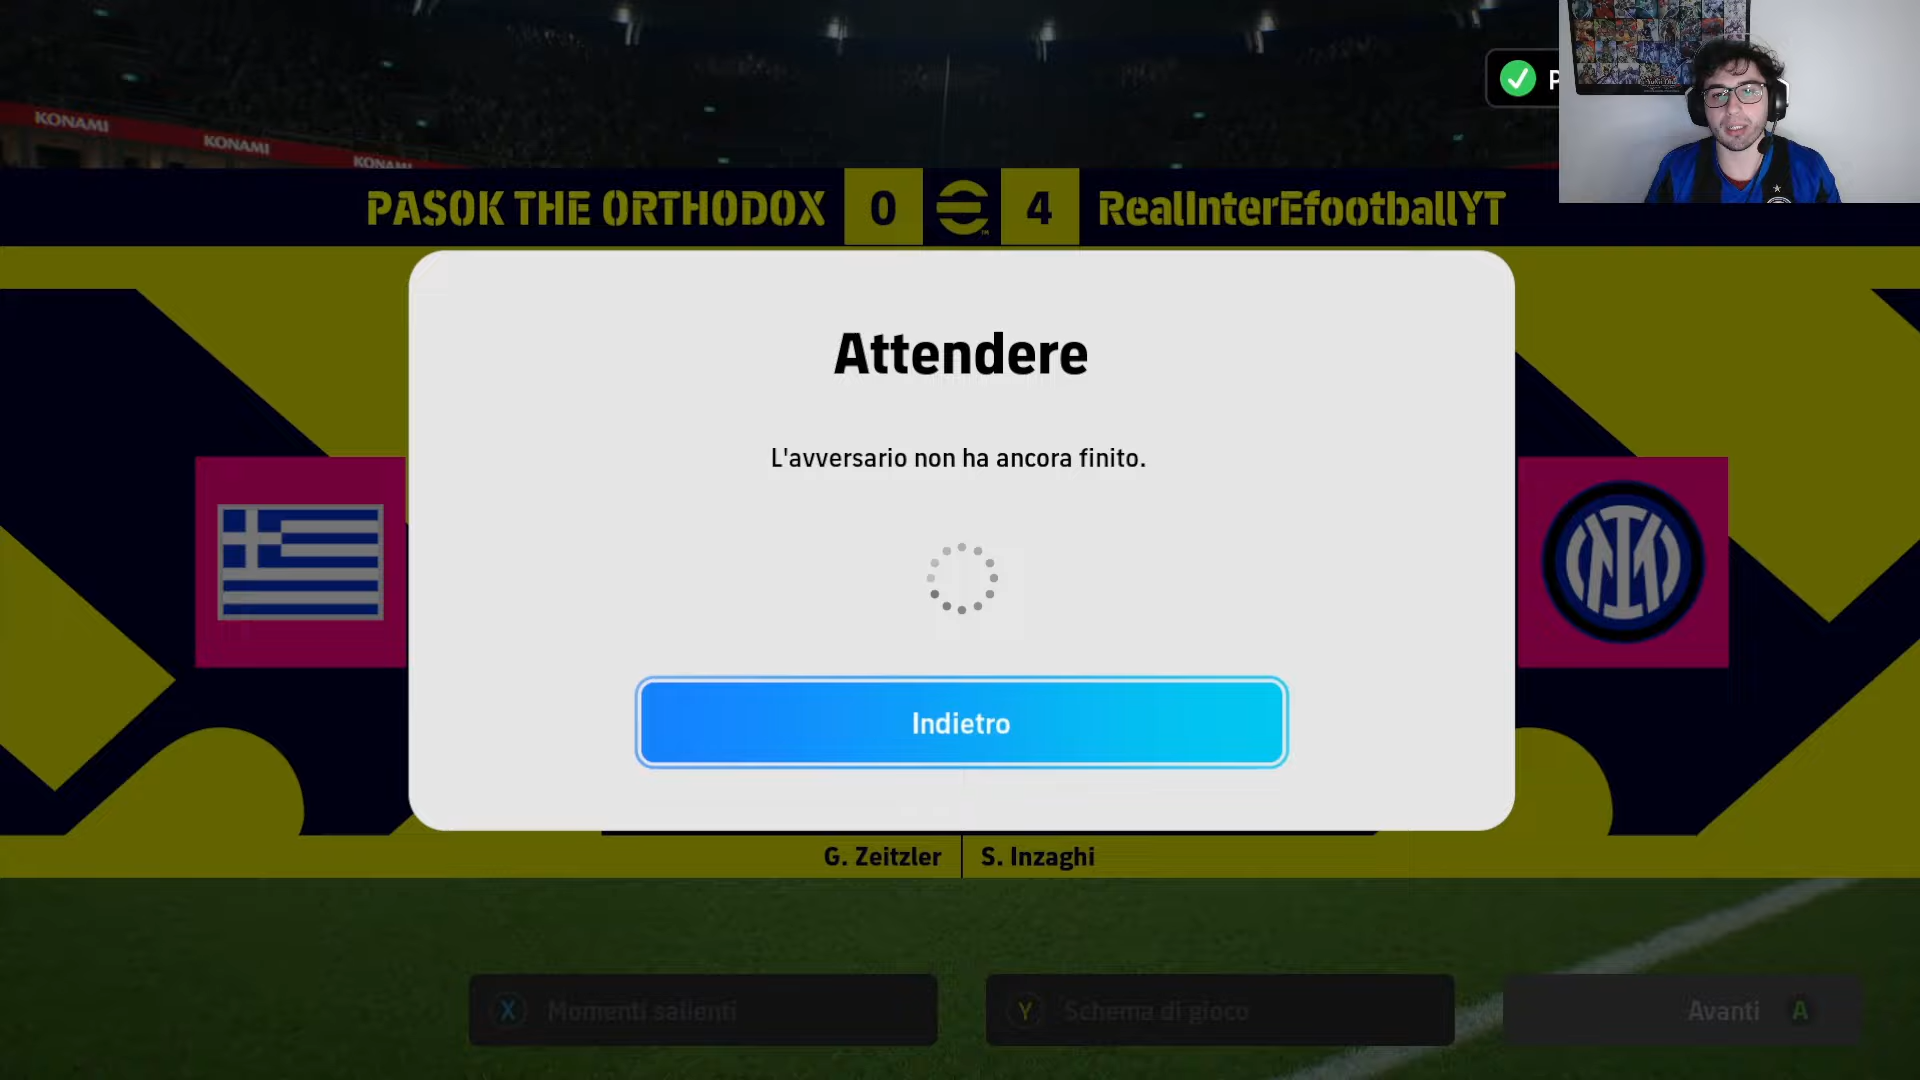 KONAMI
KONAMI
KONAMI
P
PASOK THE ORTHODOX 0 4 RealInterEfootballYT
Attendere
L'avversario non ha ancora finito.
Indietro
G. Zeitzler S. Inzaghi
X Momenti salienti
Y Schema di gioco
Avanti A